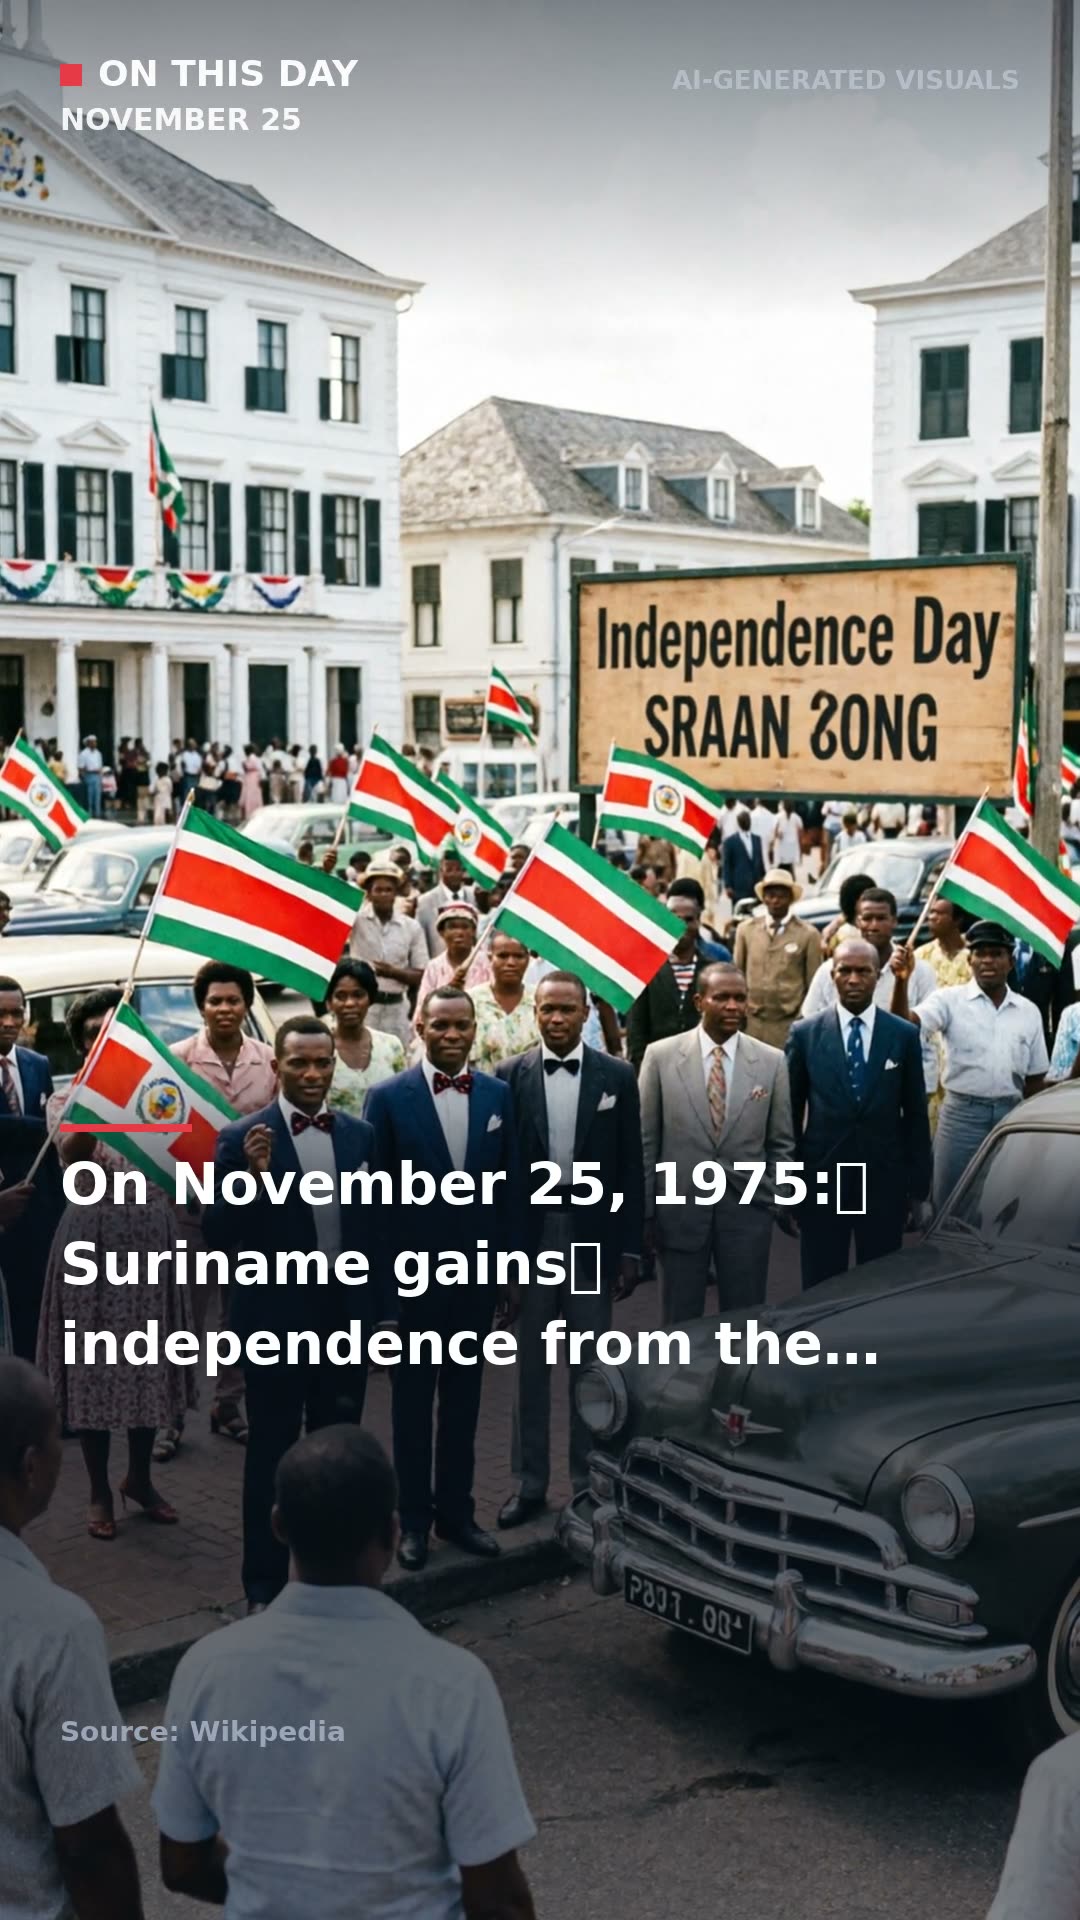 ON THIS DAY
AI-GENERATED VISUALS
NOVEMBER 25
Independence Day
SRAAN SONG
On November 25, 1975:
Suriname gains
independence from the…
Source: Wikipedia